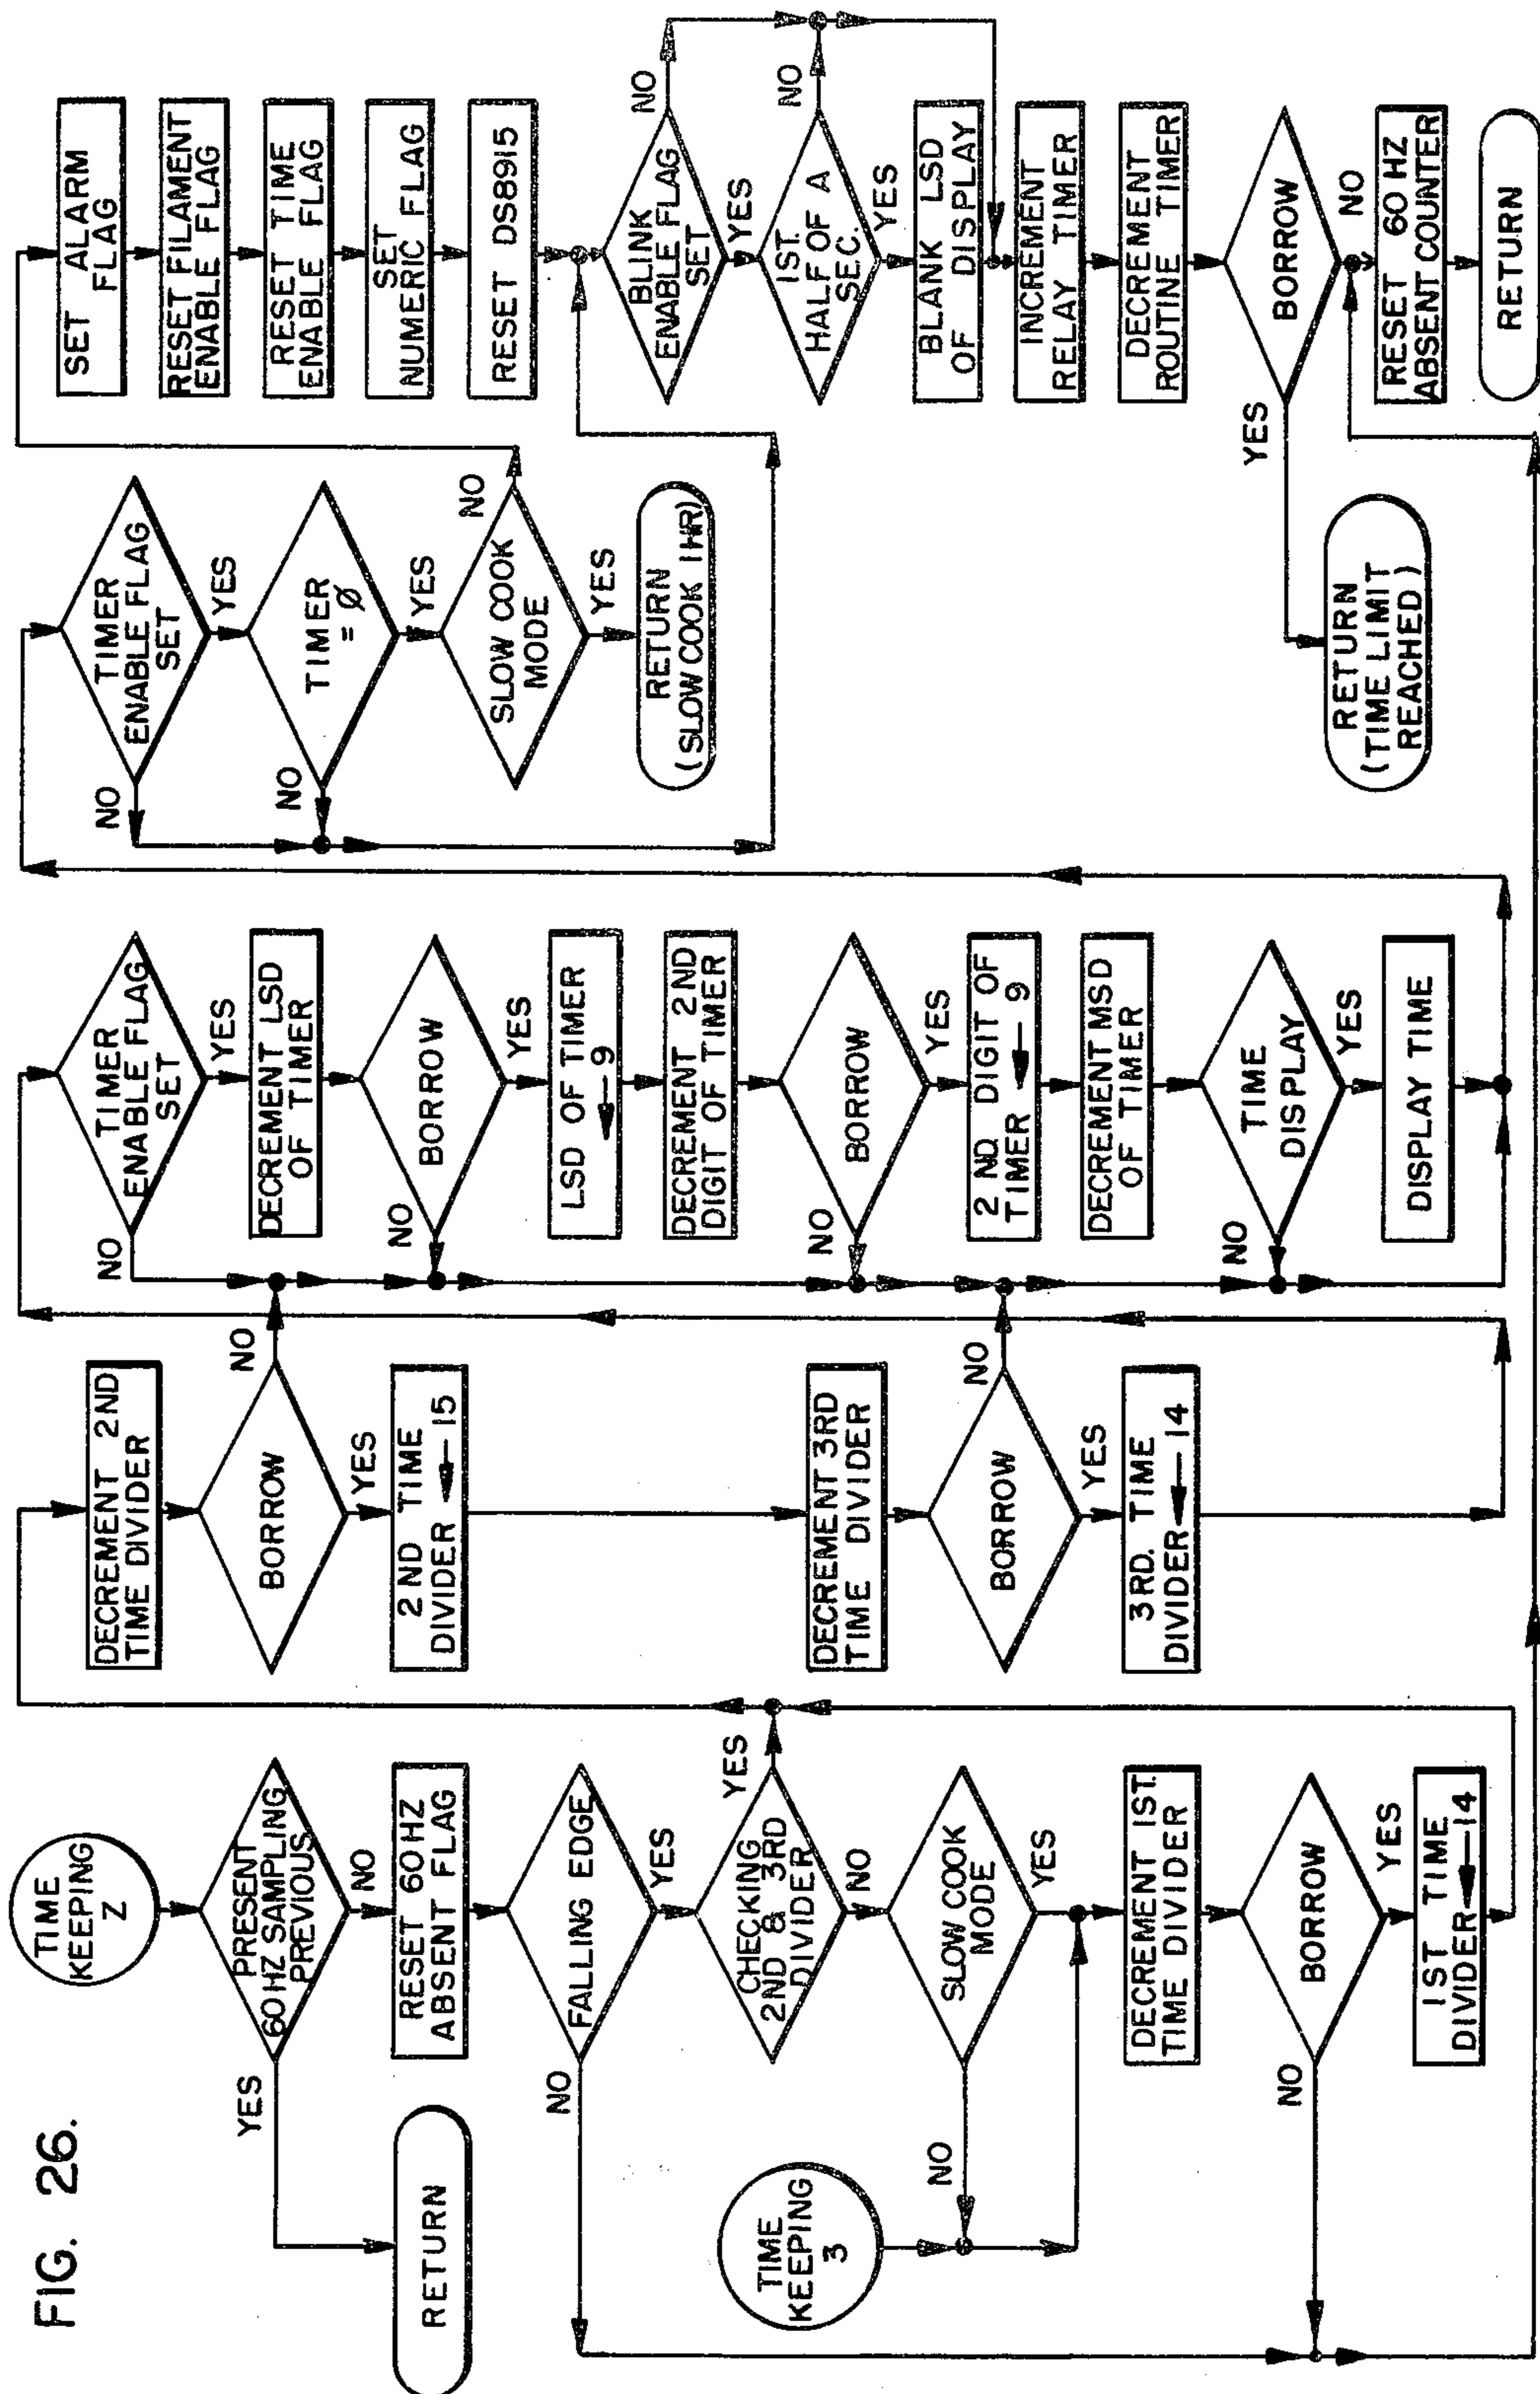 FIG. 26.
TIME
KEEPING
Z
PRESENT
60 HZ SAMPLING
PREVIOUS
YES
NO
RETURN
RESET 60 HZ
ABSENT FLAG
FALLING EDGE
NO
YES
CHECKING
2ND & 3RD
DIVIDER
YES
NO
SLOW COOK
MODE
NO
YES
TIME
KEEPING
3
DECREMENT 1ST.
TIME DIVIDER
BORROW
NO
YES
1ST TIME
DIVIDER ← 14
DECREMENT 2ND
TIME DIVIDER
BORROW
NO
YES
2ND TIME
DIVIDER ← 15
DECREMENT 3RD
TIME DIVIDER
BORROW
NO
YES
3RD. TIME
DIVIDER ← 14
TIMER
ENABLE FLAG
SET
NO
YES
DECREMENT LSD
OF TIMER
BORROW
NO
YES
LSD OF TIMER
← 9
DECREMENT 2ND
DIGIT OF TIMER
BORROW
NO
YES
2 ND DIGIT OF
TIMER ← 9
DECREMENT MSD
OF TIMER
TIME
DISPLAY
NO
YES
DISPLAY TIME
TIMER
ENABLE FLAG
SET
NO
YES
TIMER
= Ø
NO
YES
SLOW COOK
MODE
NO
YES
RETURN
(SLOW COOK 1HR)
SET ALARM
FLAG
RESET FILAMENT
ENABLE FLAG
RESET TIME
ENABLE FLAG
SET
NUMERIC FLAG
RESET DS8915
BLINK
ENABLE FLAG
SET
NO
YES
1ST.
HALF OF A
SEC.
NO
YES
BLANK LSD
OF DISPLAY
INCREMENT
RELAY TIMER
DECREMENT
ROUTINE TIMER
BORROW
YES
NO
RETURN
(TIME LIMIT
REACHED)
RESET 60 HZ
ABSENT COUNTER
RETURN